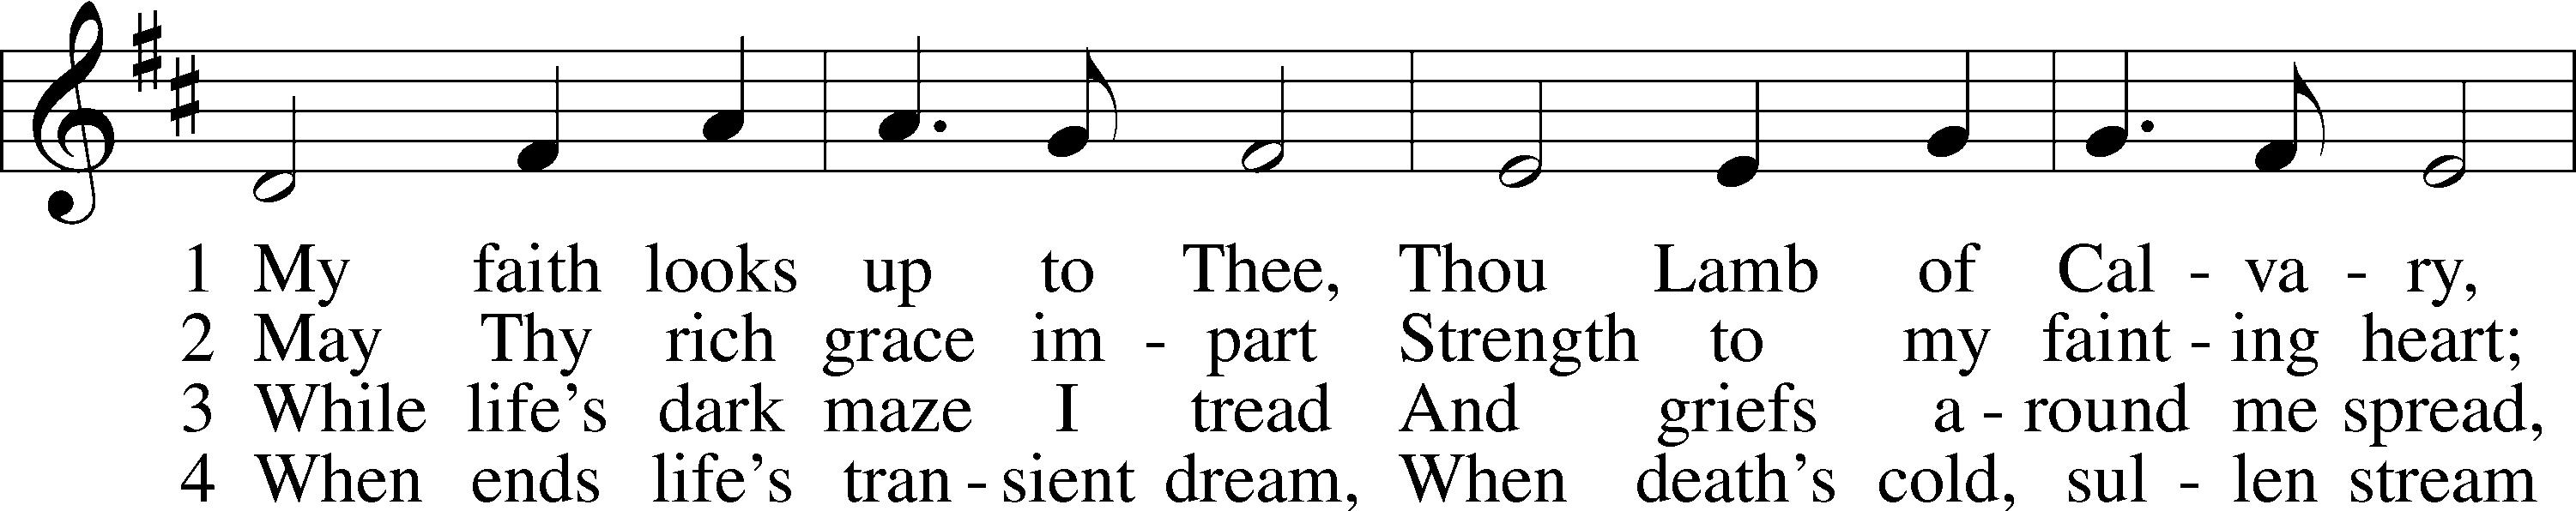 1 My faith looks up to Thee, Thou Lamb of Cal - va - ry,
2 May Thy rich grace im - part Strength to my faint - ing heart;
3 While life's dark maze I tread And griefs a - round me spread,
4 When ends life's tran - sient dream, When death's cold, sul - len stream